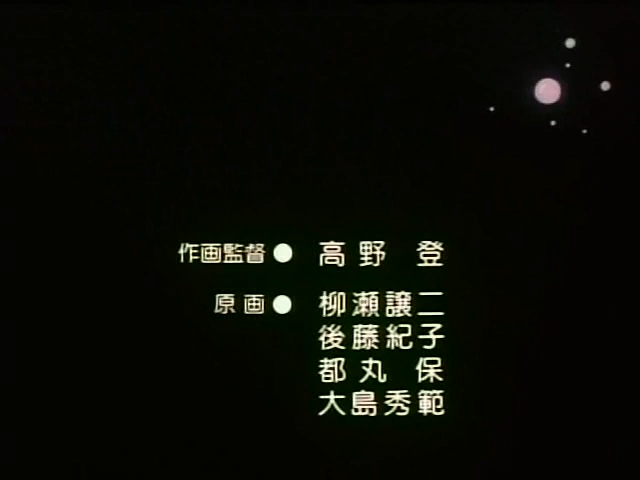 作画監督●高野 登
原画●柳瀬譲二
後藤紀子
都丸 保
大島秀範